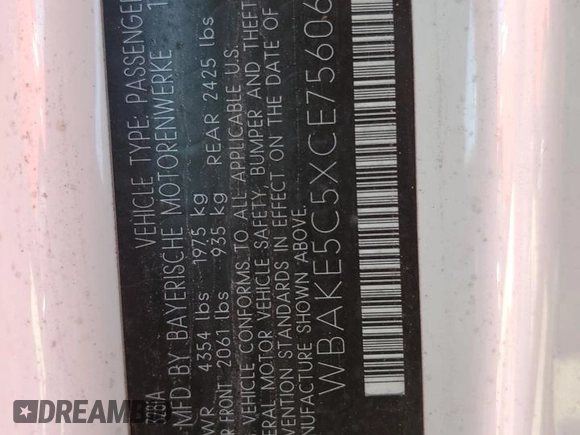 VEHICLE TYPE: PASSENGER
MFD BY BAYERISCHE MOTORENWERKE - 1
WR 4354 lbs 1975 kg
R FRONT 2061 lbs 935 kg REAR 2425 lbs
VEHICLE CONFORMS TO ALL APPLICABLE U.S.
ERAL MOTOR VEHICLE SAFETY, BUMPER AND THEFT
VENTION STANDARDS IN EFFECT ON THE DATE OF
NUFACTURE SHOWN ABOVE.
WBAKE5C5XCE75606